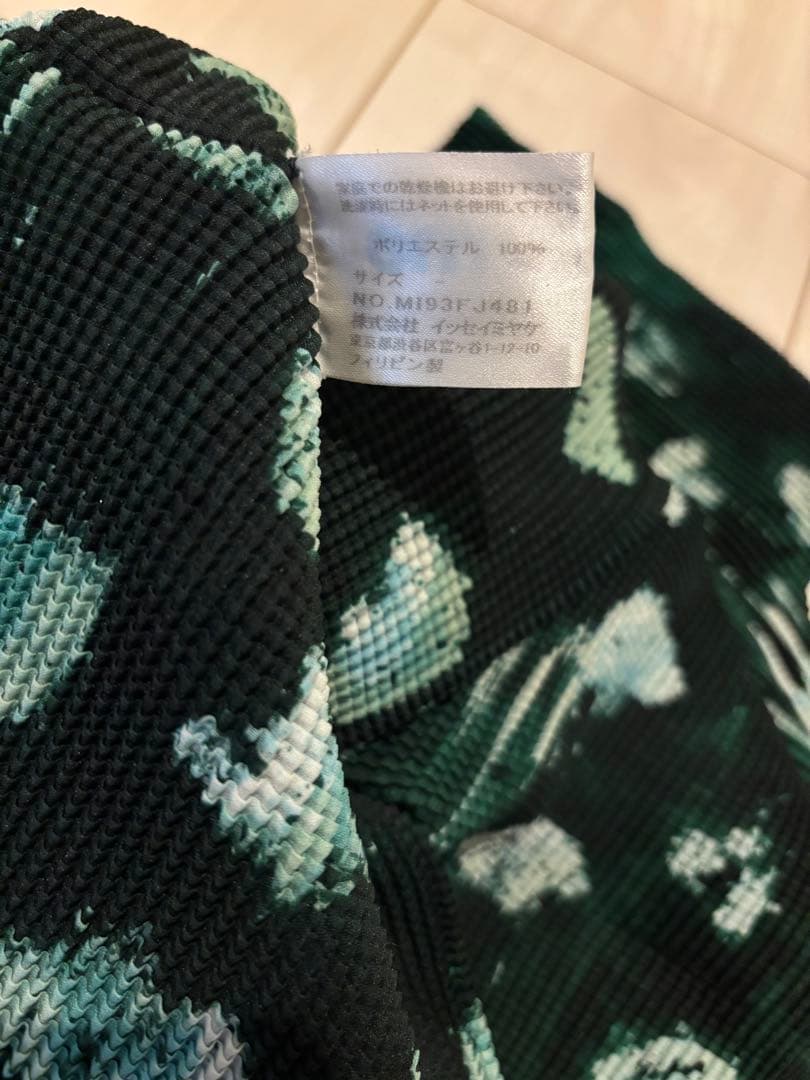 家庭での乾燥機はお避け下さい。
洗濯時にはネットを使用して下さい。
ポリエステル 100%
サイズ -
NO.MI93FJ481
株式会社 イッセイミヤケ
東京都渋谷区富ヶ谷1-12-10
フィリピン製